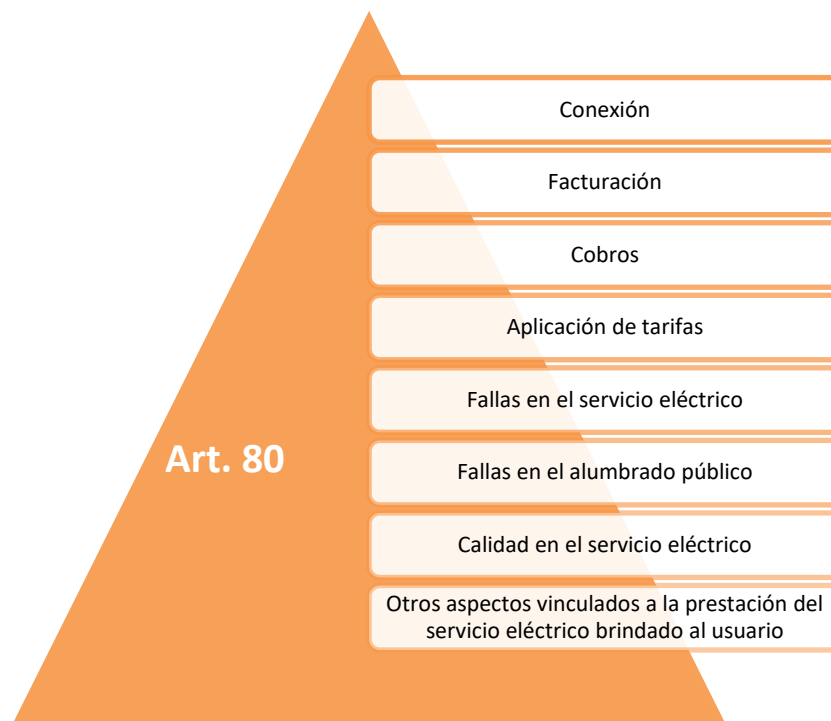 Conexión
Facturación
Cobros
Aplicación de tarifas
Fallas en el servicio eléctrico
Art. 80
Fallas en el alumbrado público
Calidad en el servicio eléctrico
Otros aspectos vinculados a la prestación del
servicio eléctrico brindado al usuario